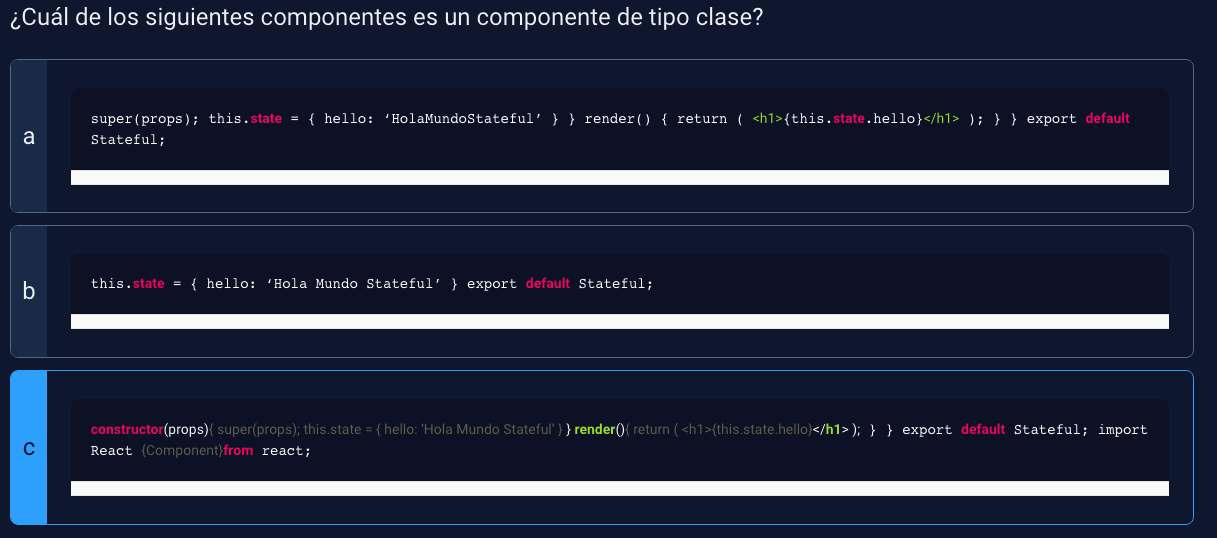 ¿Cuál de los siguientes componentes es un componente de tipo clase?
a
super(props); this.state = { hello: ‘HolaMundoStateful’ } } render() { return ( <h1>{this.state.hello}</h1> ); } } export default
Stateful;
b
this.state = { hello: ‘Hola Mundo Stateful’ } export default Stateful;
c
constructor(props){ super(props); this.state = { hello: ‘Hola Mundo Stateful’ } } render(){ return ( <h1>{this.state.hello}</h1> ); } } export default Stateful; import
React {Component}from react;